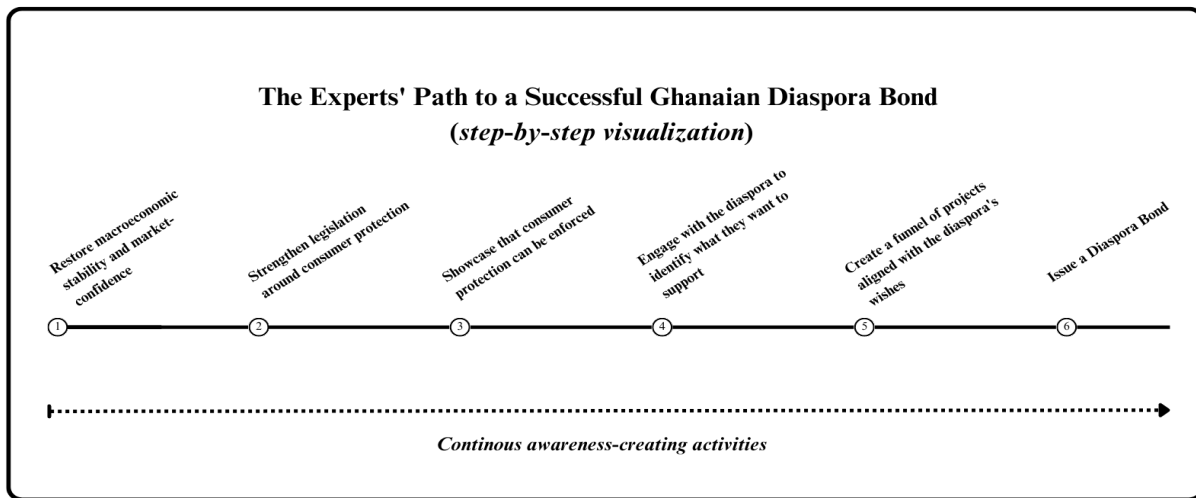 The Experts' Path to a Successful Ghanaian Diaspora Bond
(step-by-step visualization)
Restore macroeconomic
stability and market-
confidence
Strengthen legislation
around consumer protection
Showcase that consumer
protection can be enforced
Engage with the diaspora to
identify what they want to
support
Create a funnel of projects
aligned with the diaspora's
wishes
Issue a Diaspora Bond
1
2
3
4
5
6
Continous awareness-creating activities